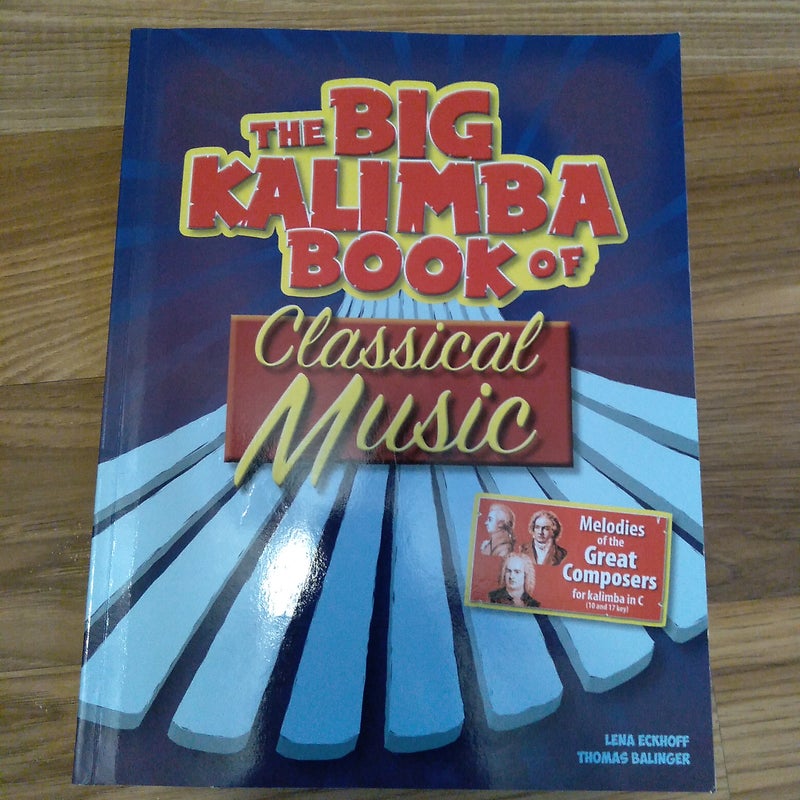 THE BIG
KALIMBA
BOOK OF
Classical
Music
Melodies
of the
Great
Composers
for kalimba in C
(10 and 17 key)
LENA ECKHOFF
THOMAS BALINGER